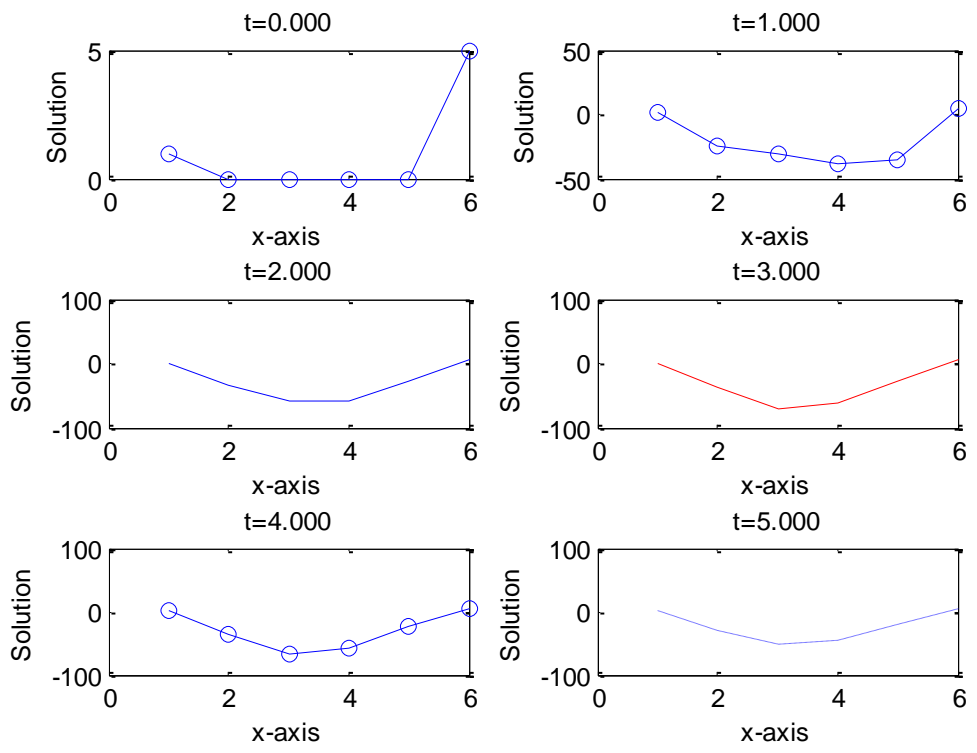 t=0.000
5
0
Solution
0 2 4 6
x-axis
t=1.000
50
0
-50
Solution
0 2 4 6
x-axis
t=2.000
100
0
-100
Solution
0 2 4 6
x-axis
t=3.000
100
0
-100
Solution
0 2 4 6
x-axis
t=4.000
100
0
-100
Solution
0 2 4 6
x-axis
t=5.000
100
0
-100
Solution
0 2 4 6
x-axis